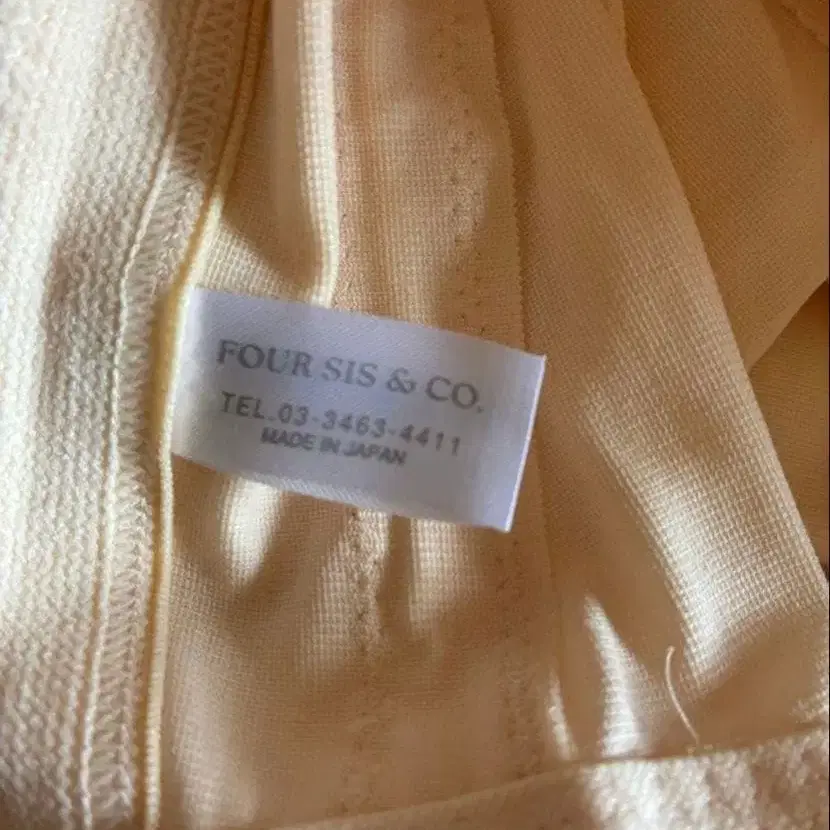 FOUR SIS & CO.
TEL.03-3463-4411
MADE IN JAPAN